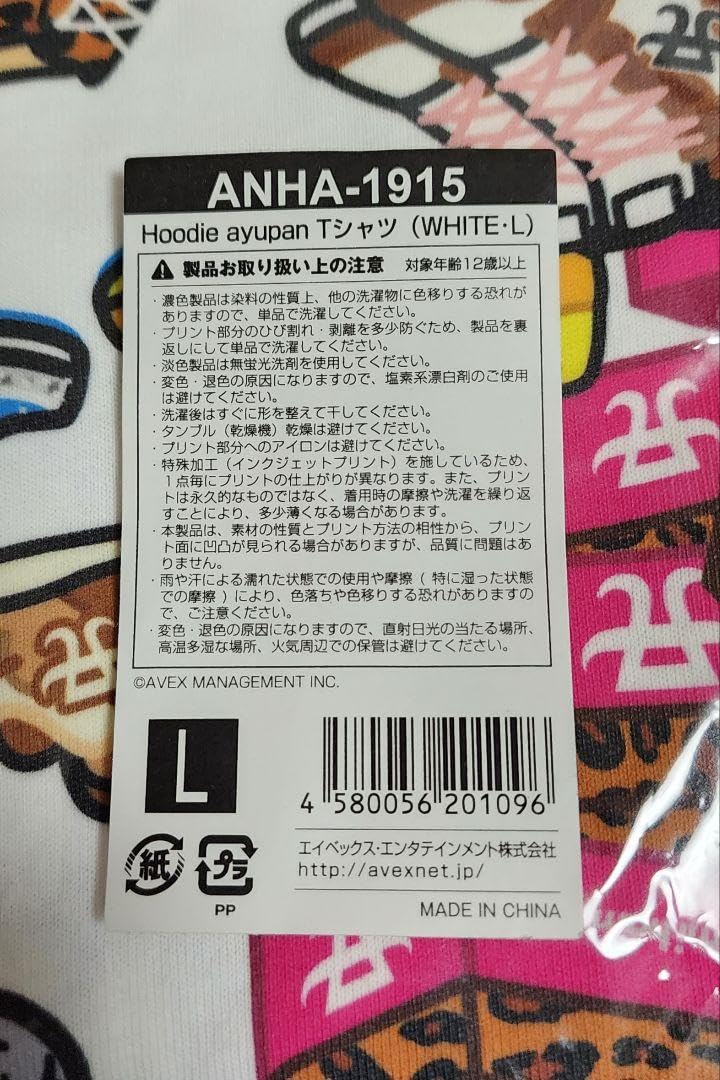 ANHA-1915
Hoodie ayupan Tシャツ（WHITE・L）
製品お取り扱い上の注意 対象年齢12歳以上
・濃色製品は染料の性質上、他の洗濯物に色移りする恐れが
ありますので、単品で洗濯してください。
・プリント部分のひび割れ・剥離を多少防ぐため、製品を裏
返しにして単品で洗濯してください。
・淡色製品は無蛍光洗剤を使用してください。
・変色・退色の原因になりますので、塩素系漂白剤のご使用
は避けてください。
・洗濯後はすぐに形を整えて干してください。
・タンブル（乾燥機）乾燥は避けてください。
・プリント部分へのアイロンは避けてください。
・特殊加工（インクジェットプリント）を施しているため、
１点毎にプリントの仕上がりが異なります。また、プリン
トは永久的なものではなく、着用時の摩擦や洗濯を繰り返
すことにより、多少薄くなる場合があります。
・本製品は、素材の性質とプリント方法の相性から、プリン
ト面に凹凸が見られる場合がありますが、品質に問題はあ
りません。
・雨や汗による濡れた状態での使用や摩擦（特に湿った状態
での摩擦）により、色落ちや色移りする恐れがありますの
で、ご注意ください。
・変色・退色の原因になりますので、直射日光の当たる場所、
高温多湿な場所、火気周辺での保管は避けてください。
©AVEX MANAGEMENT INC.
L
4 580056 201096
紙
プラ
PP
エイベックス・エンタテインメント株式会社
http://avexnet.jp/
MADE IN CHINA